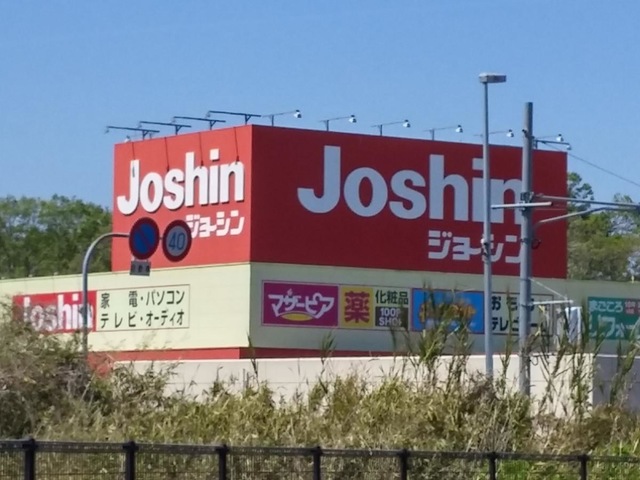 Joshin
ジョーシン
Joshin
ジョーシン
40
Joshin
家電・パソコン
テレビ・オーディオ
マザーピア
薬
化粧品
100円
SHOP